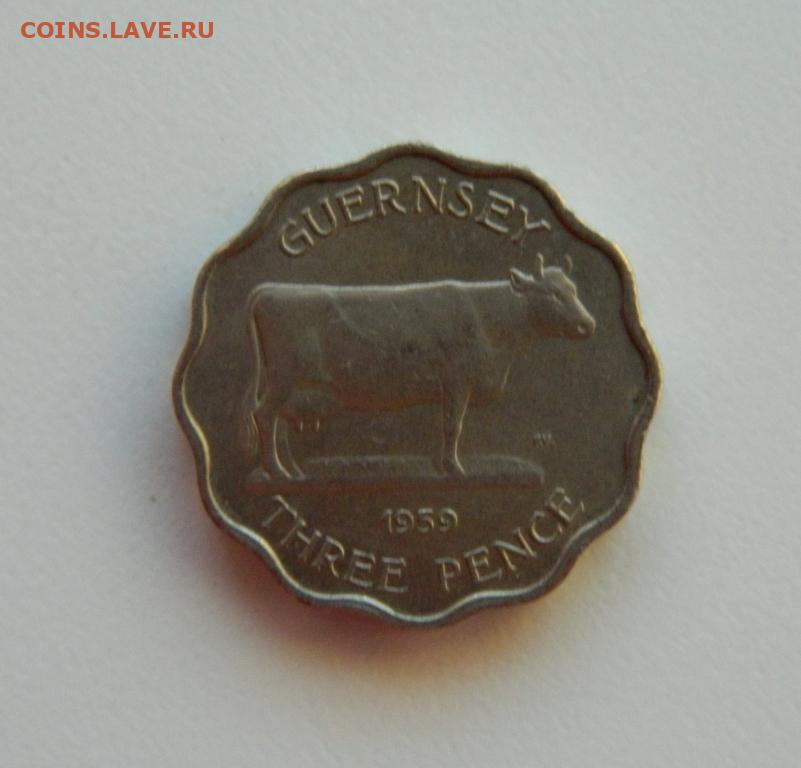 COINS.LAVE.RU
GUERNSEY
1959
THREE PENCE